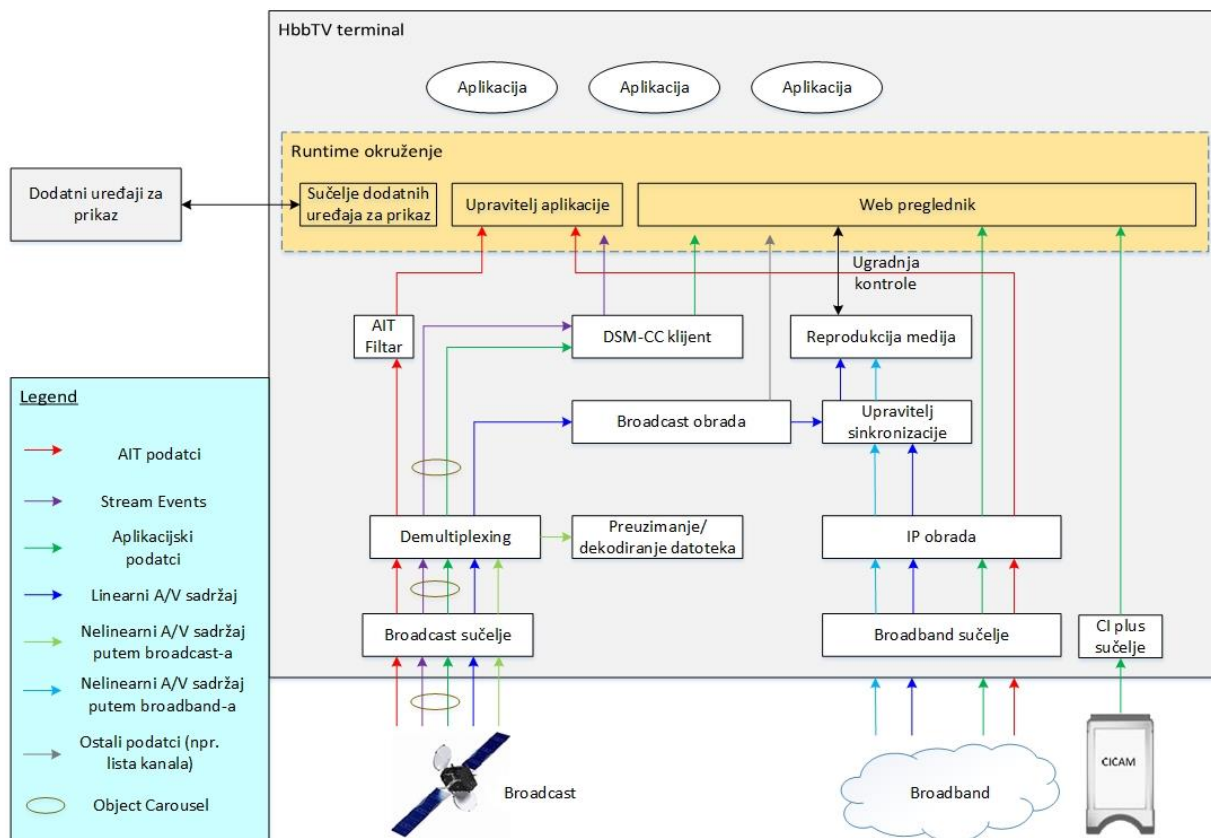 HbbTV terminal
Aplikacija
Aplikacija
Aplikacija
Runtime okruženje
Dodatni uređaji za
prikaz
Sučelje dodatnih
uređaja za prikaz
Upravitelj aplikacije
Web preglednik
Ugradnja
kontrole
AIT
Filtar
DSM-CC klijent
Reprodukcija medija
Broadcast obrada
Upravitelj
sinkronizacije
Demultiplexing
Preuzimanje/
dekodiranje datoteka
IP obrada
Broadcast sučelje
Broadband sučelje
CI plus
sučelje
Broadcast
Broadband
CICAM
Legend
AIT podatci
Stream Events
Aplikacijski
podatci
Linearni A/V sadržaj
Nelinearni A/V sadržaj
putem broadcast-a
Nelinearni A/V sadržaj
putem broadband-a
Ostali podatci (npr.
lista kanala)
Object Carousel